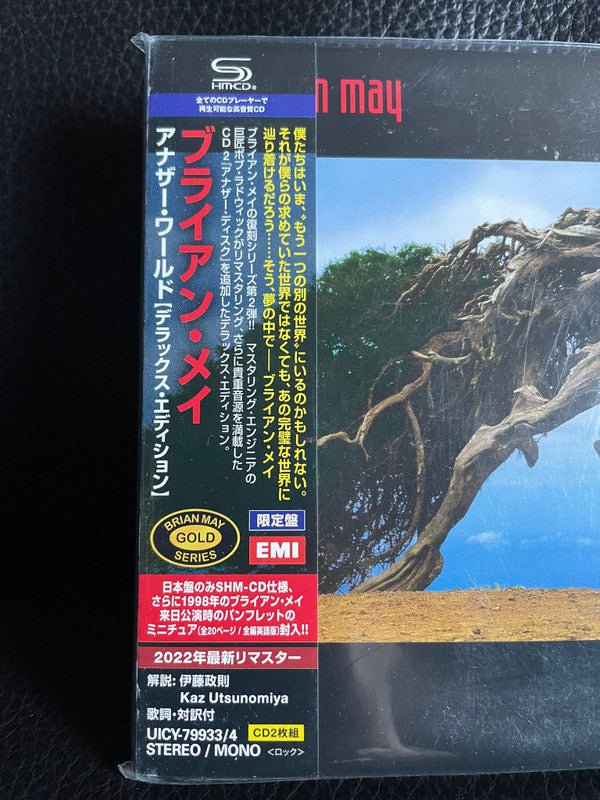 SHMCD®
全てのCDプレーヤーで
再生可能な高音質CD
ブライアン・メイ
アナザー・ワールド[デラックス・エディション]
僕たちはいま、“もう一つの別の世界”にいるのかもしれない。
それが僕らの求めていた世界ではなくても、あの完璧な世界に
辿り着けるだろう……そう、夢の中で── ブライアン・メイ
ブライアン・メイの復刻シリーズ第2弾!! マスタリング・エンジニアの
巨匠ボブ・ラドウィックがリマスタリング、さらに貴重音源を満載した
CD2「アナザー・ディスク」を追加したデラックス・エディション。
BRIAN MAY
GOLD
SERIES
限定盤
EMI
日本盤のみSHM-CD仕様、
さらに1998年のブライアン・メイ
来日公演時のパンフレットの
ミニチュア(全20ページ/全編英語版)封入!!
2022年最新リマスター
解説: 伊藤政則
Kaz Utsunomiya
歌詞・対訳付
UICY-79933/4 CD2枚組
STEREO / MONO <ロック>
n may